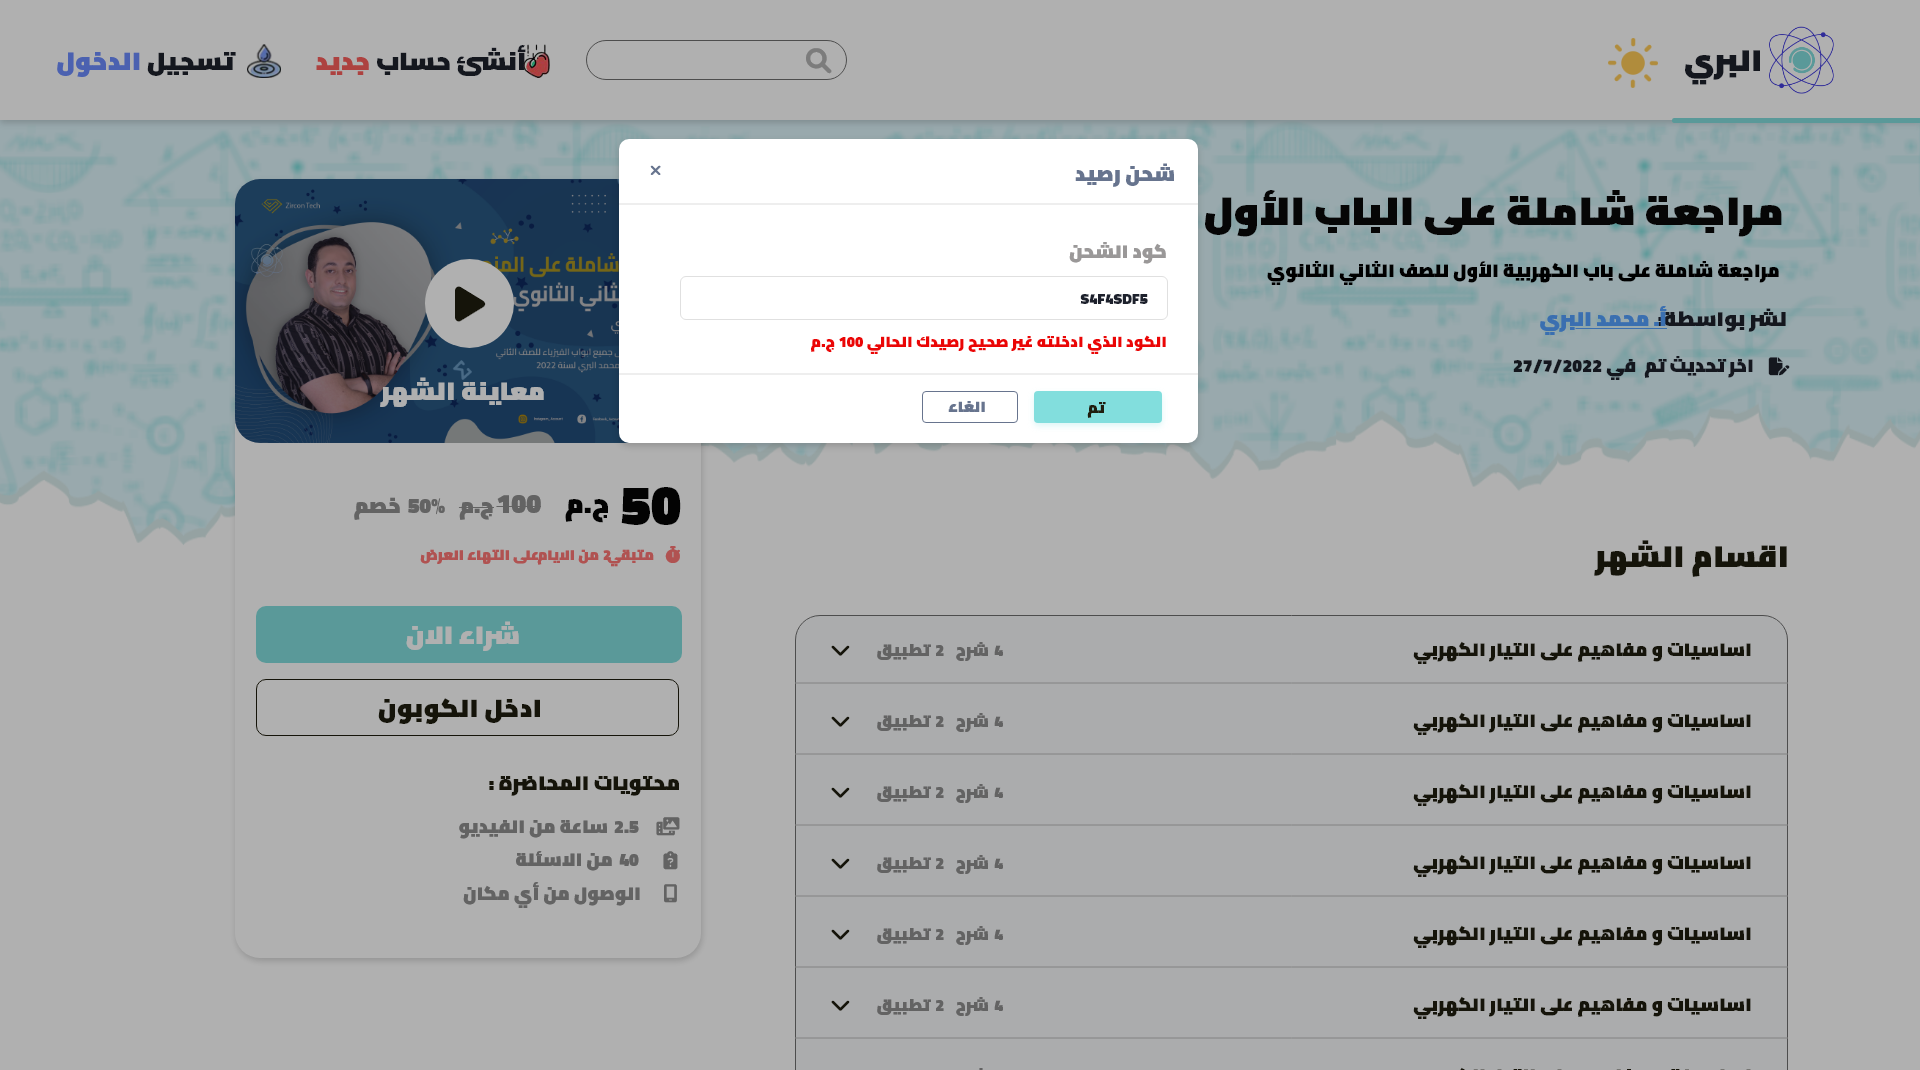 البري
أنشئ حساب جديد
تسجيل الدخول
شحن رصيد
×
كود الشحن
S4F4SDF5
الكود الذي ادخلته غير صحيح رصيدك الحالي 100 ج.م
تم
الغاء
مراجعة شاملة على الباب الأول
مراجعة شاملة على باب الكهربية الأول للصف الثاني الثانوي
نشر بواسطة: أ. محمد البري
اخر تحديث تم في 27/7/2022
Zircon Tech
شاملة على
الثاني الثانوي
جميع ابواب الفيزياء للصف الثاني
محمد البري لسنة 2022
معاينة الشهر
50 ج.م 100 ج.م 50% خصم
متبقي2 من الايام على انتهاء العرض
شراء الان
ادخل الكوبون
محتويات المحاضرة :
2.5 ساعة من الفيديو
40 من الاسئلة
الوصول من أي مكان
اقسام الشهر
اساسيات و مفاهيم على التيار الكهربي 4 شرح 2 تطبيق
اساسيات و مفاهيم على التيار الكهربي 4 شرح 2 تطبيق
اساسيات و مفاهيم على التيار الكهربي 4 شرح 2 تطبيق
اساسيات و مفاهيم على التيار الكهربي 4 شرح 2 تطبيق
اساسيات و مفاهيم على التيار الكهربي 4 شرح 2 تطبيق
اساسيات و مفاهيم على التيار الكهربي 4 شرح 2 تطبيق